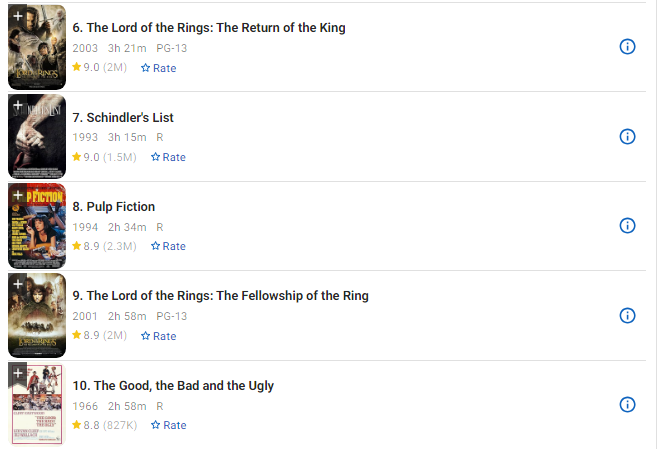 6. The Lord of the Rings: The Return of the King
2003 3h 21m PG-13
9.0 (2M) Rate
7. Schindler's List
1993 3h 15m R
9.0 (1.5M) Rate
PULP FICTION
8. Pulp Fiction
1994 2h 34m R
8.9 (2.3M) Rate
9. The Lord of the Rings: The Fellowship of the Ring
2001 2h 58m PG-13
8.9 (2M) Rate
10. The Good, the Bad and the Ugly
1966 2h 58m R
8.8 (827K) Rate